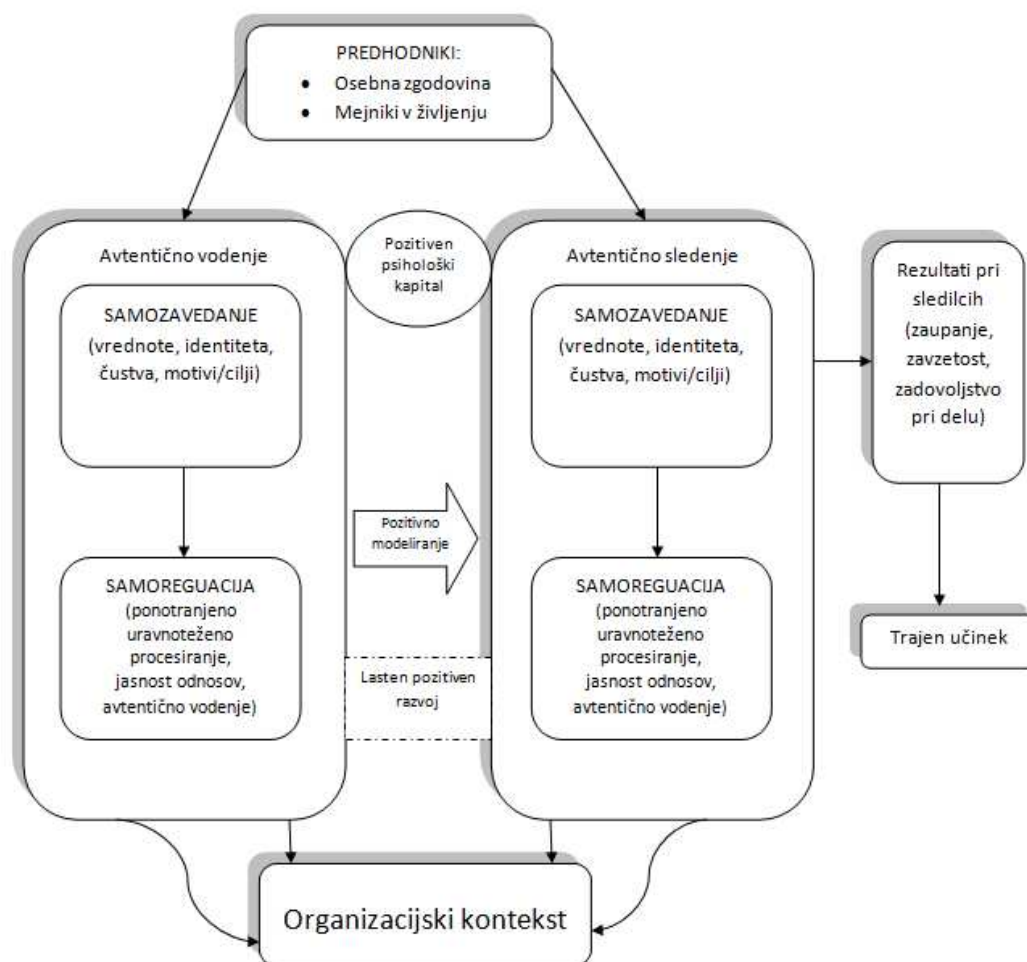 PREDHODNIKI:
• Osebna zgodovina
• Mejniki v življenju
Avtentično vodenje
SAMOZAVEDANJE
(vrednote, identiteta,
čustva, motivi/cilji)
SAMOREGUACIJA
(ponotranjeno
uravnoteženo
procesiranje,
jasnost odnosov,
avtentično vodenje)
Pozitiven
psihološki
kapital
Pozitivno
modeliranje
Lasten pozitiven
razvoj
Avtentično sledenje
SAMOZAVEDANJE
(vrednote, identiteta,
čustva, motivi/cilji)
SAMOREGUACIJA
(ponotranjeno
uravnoteženo
procesiranje,
jasnost odnosov,
avtentično vodenje)
Rezultati pri
sledilcih
(zaupanje,
zavzetost,
zadovoljstvo
pri delu)
Trajen učinek
Organizacijski kontekst